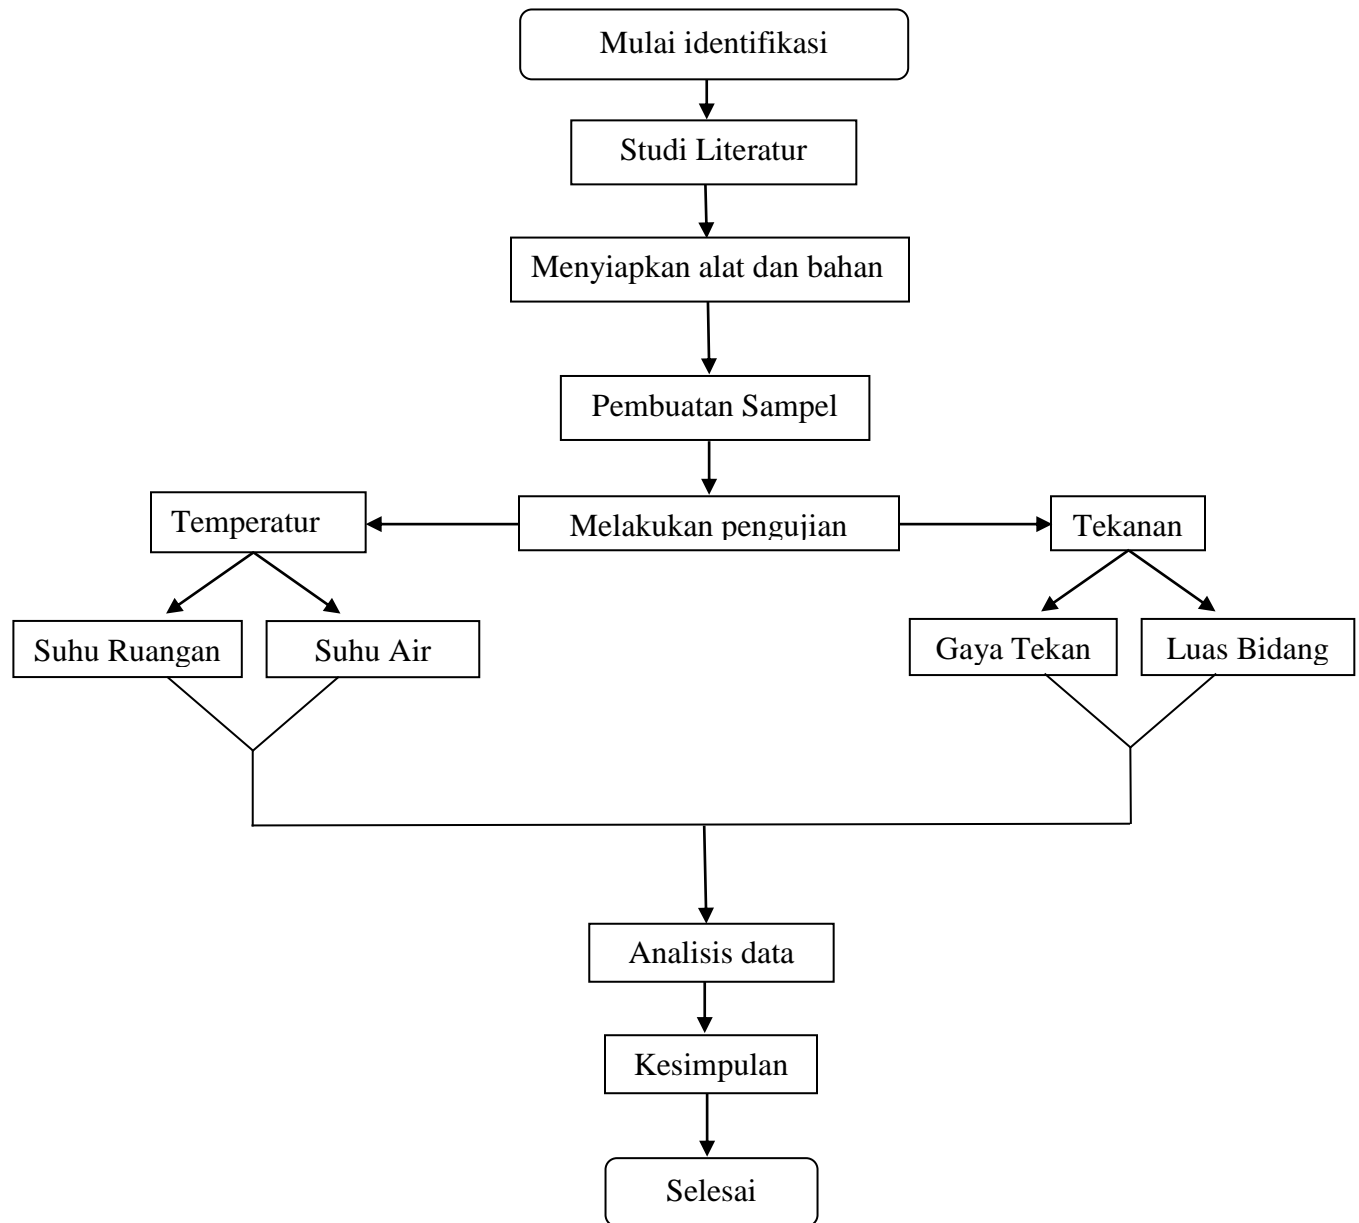 Mulai identifikasi
Studi Literatur
Menyiapkan alat dan bahan
Pembuatan Sampel
Temperatur
Melakukan pengujian
Tekanan
Suhu Ruangan
Suhu Air
Gaya Tekan
Luas Bidang
Analisis data
Kesimpulan
Selesai